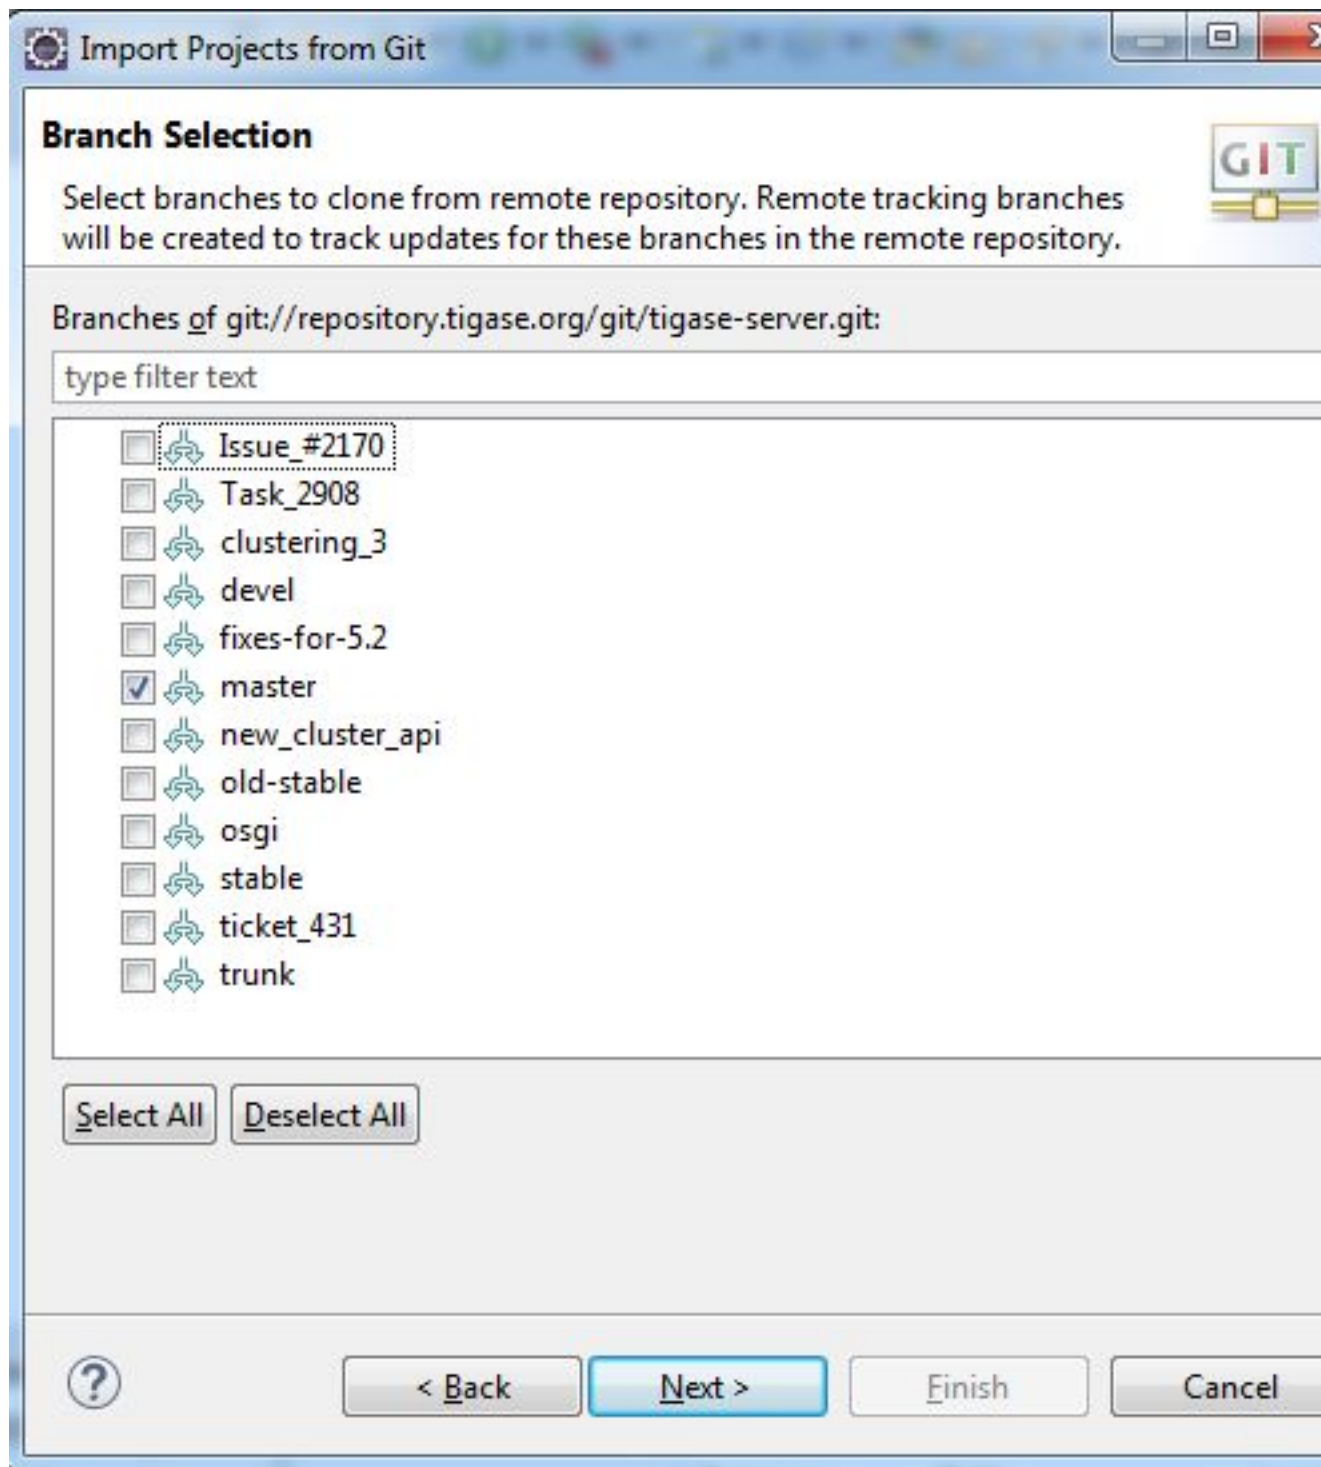 Import Projects from Git
Branch Selection
GIT
Select branches to clone from remote repository. Remote tracking branches
will be created to track updates for these branches in the remote repository.
Branches of git://repository.tigase.org/git/tigase-server.git:
type filter text
Issue_#2170
Task_2908
clustering_3
devel
fixes-for-5.2
master
new_cluster_api
old-stable
osgi
stable
ticket_431
trunk
Select All Deselect All
? < Back Next > Finish Cancel